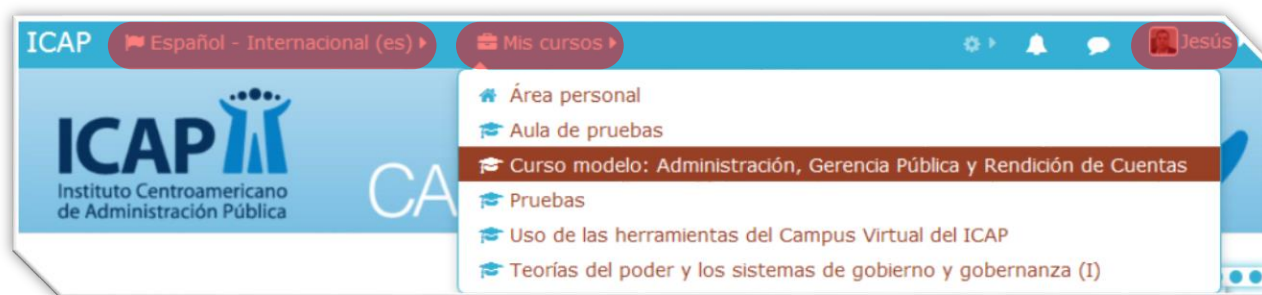 ICAP Español - Internacional (es) Mis cursos Jesús
ICAP
Instituto Centroamericano
de Administración Pública
CA
Área personal
Aula de pruebas
Curso modelo: Administración, Gerencia Pública y Rendición de Cuentas
Pruebas
Uso de las herramientas del Campus Virtual del ICAP
Teorías del poder y los sistemas de gobierno y gobernanza (I)